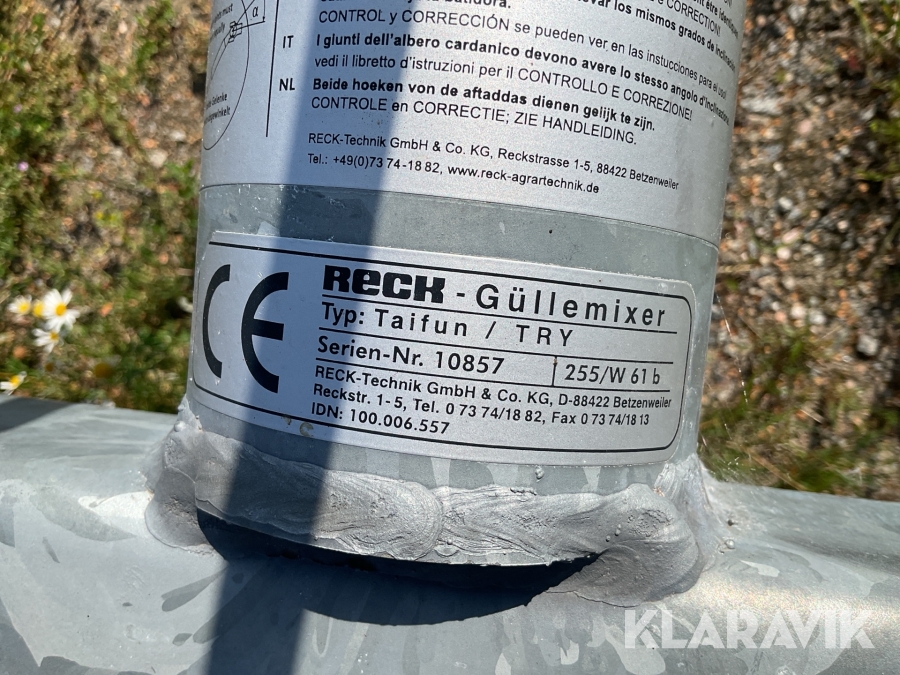 α
IT
NL
CONTROL y CORRECCIÓN se pueden ver en las instucciones para el uso!
I giunti dell'albero cardanico devono avere lo stesso angolo d'inclinazione,
vedi il libretto d'istruzioni per il CONTROLLO E CORREZIONE!
Beide hoeken von de aftaddas dienen gelijk te zijn.
CONTROLE en CORRECTIE; ZIE HANDLEIDING.
RECK-Technik GmbH & Co. KG, Reckstrasse 1-5, 88422 Betzenweiler
Tel.: +49(0)73 74-18 82, www.reck-agrartechnik.de
CE
RECK - Güllemixer
Typ: Taifun / TRY
Serien-Nr. 10857
255/W 61 b
RECK-Technik GmbH & Co. KG, D-88422 Betzenweiler
Reckstr. 1-5, Tel. 0 73 74/18 82, Fax 0 73 74/18 13
IDN: 100.006.557
KLARAVIK